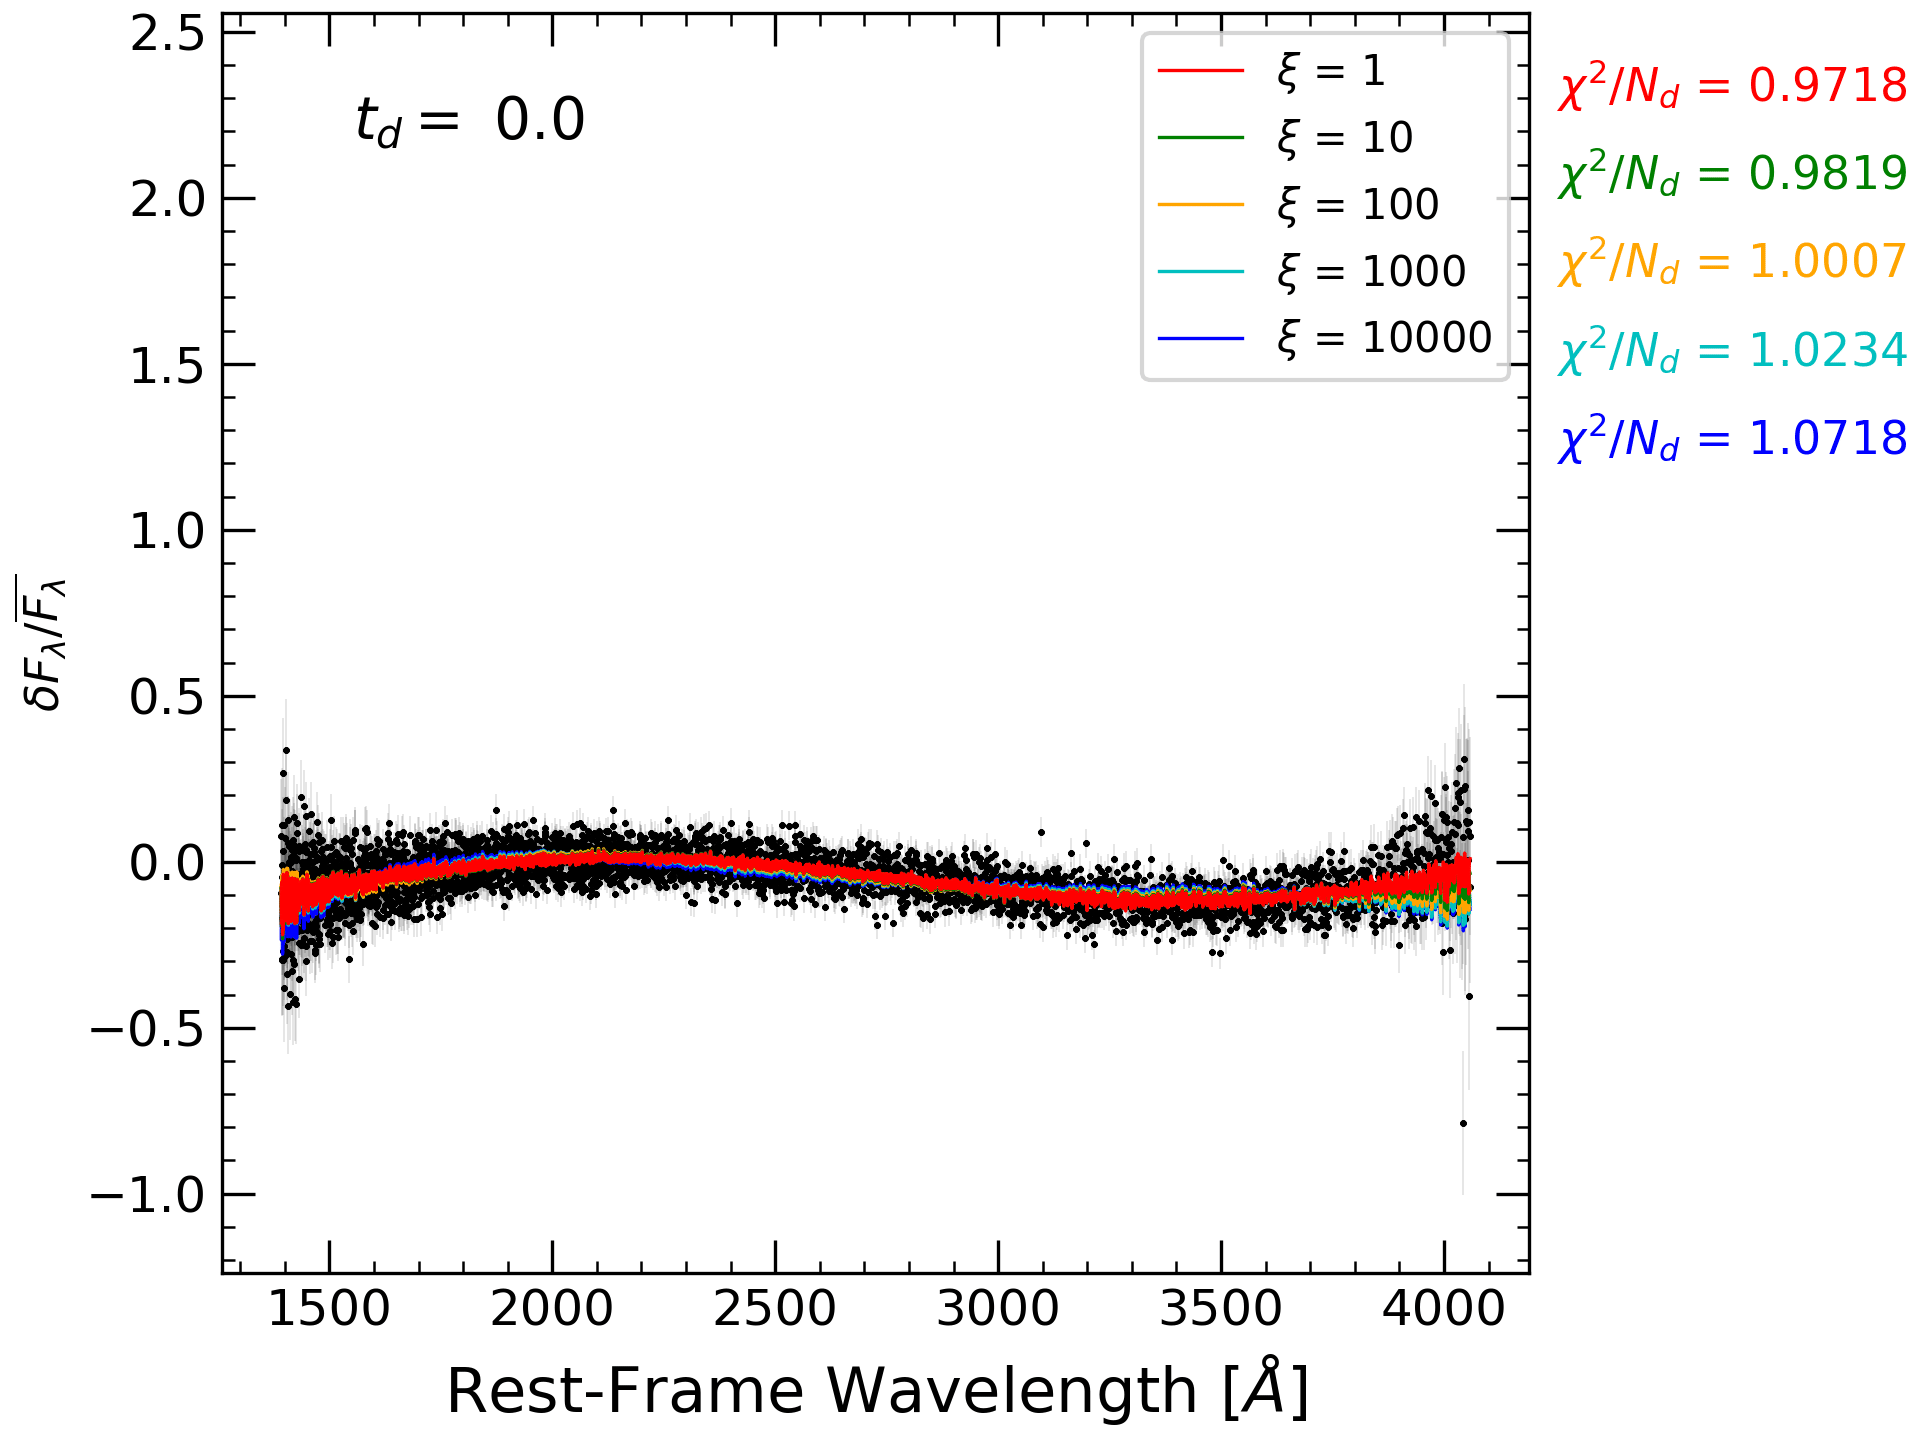 2.5
2.0
1.5
1.0
0.5
0.0
−0.5
−1.0
δF_λ/\overline{F}_λ
t_d = 0.0
ξ = 1
ξ = 10
ξ = 100
ξ = 1000
ξ = 10000
χ²/N_d = 0.9718
χ²/N_d = 0.9819
χ²/N_d = 1.0007
χ²/N_d = 1.0234
χ²/N_d = 1.0718
1500 2000 2500 3000 3500 4000
Rest-Frame Wavelength [Å]